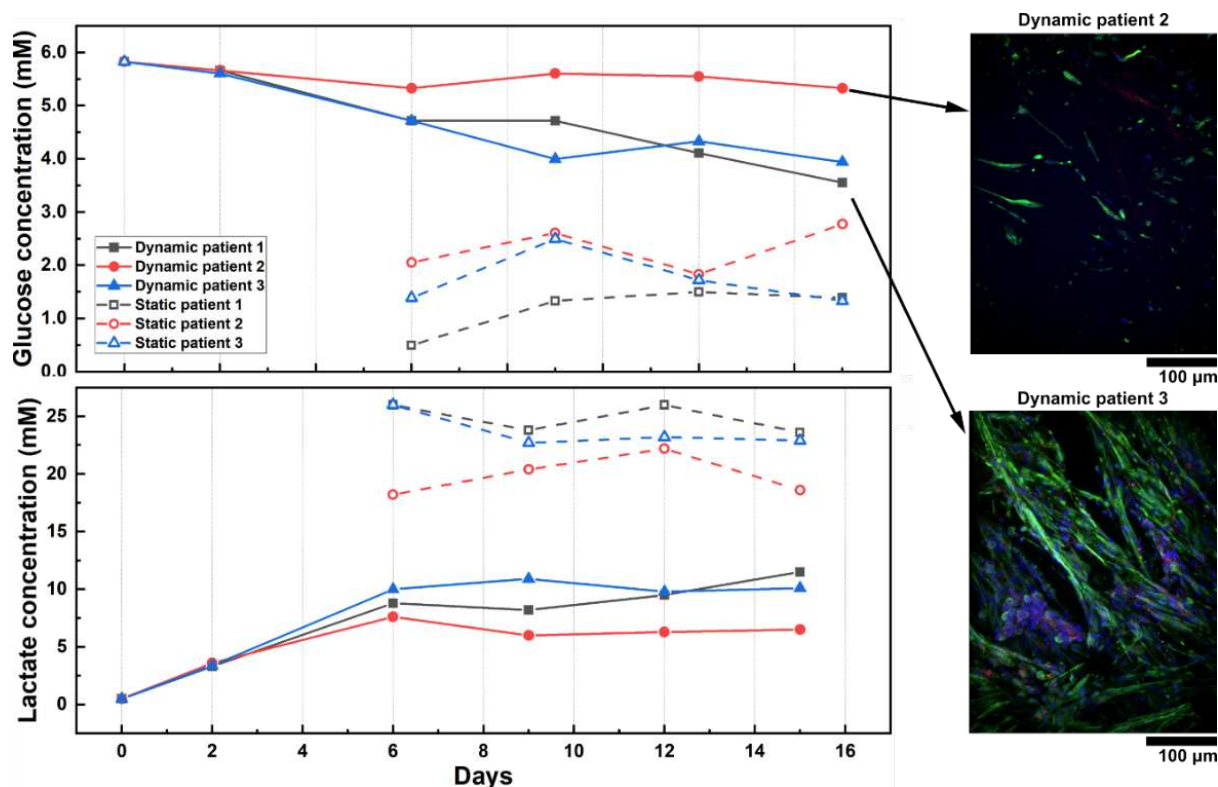 Glucose concentration (mM)
6.0
5.0
4.0
3.0
2.0
1.0
0.0
Dynamic patient 1
Dynamic patient 2
Dynamic patient 3
Static patient 1
Static patient 2
Static patient 3
Lactate concentration (mM)
25
20
15
10
5
0
0 2 6 8 10 12 14 16
Days
Dynamic patient 2
100 µm
Dynamic patient 3
100 µm